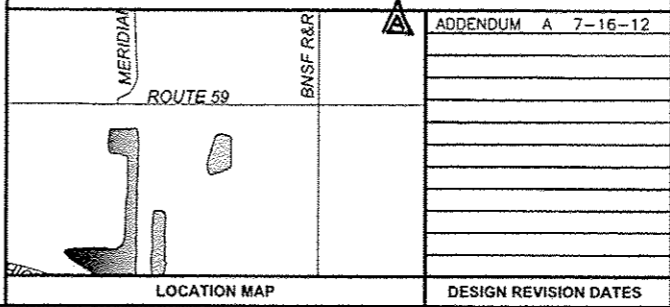 A
ADDENDUM A 7-16-12
MERIDIAN
BNSF R&R
ROUTE 59
LOCATION MAP
DESIGN REVISION DATES